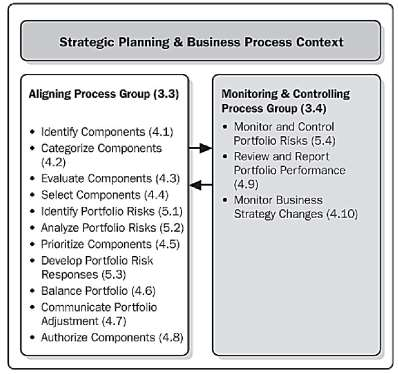 Strategic Planning & Business Process Context
Aligning Process Group (3.3)
• Identify Components (4.1)
• Categorize Components
(4.2)
• Evaluate Components (4.3)
• Select Components (4.4)
• Identify Portfolio Risks (5.1)
• Analyze Portfolio Risks (5.2)
• Prioritize Components (4.5)
• Develop Portfolio Risk
Responses (5.3)
• Balance Portfolio (4.6)
• Communicate Portfolio
Adjustment (4.7)
• Authorize Components (4.8)
Monitoring & Controlling
Process Group (3.4)
• Monitor and Control
Portfolio Risks (5.4)
• Review and Report
Portfolio Performance
(4.9)
• Monitor Business
Strategy Changes (4.10)